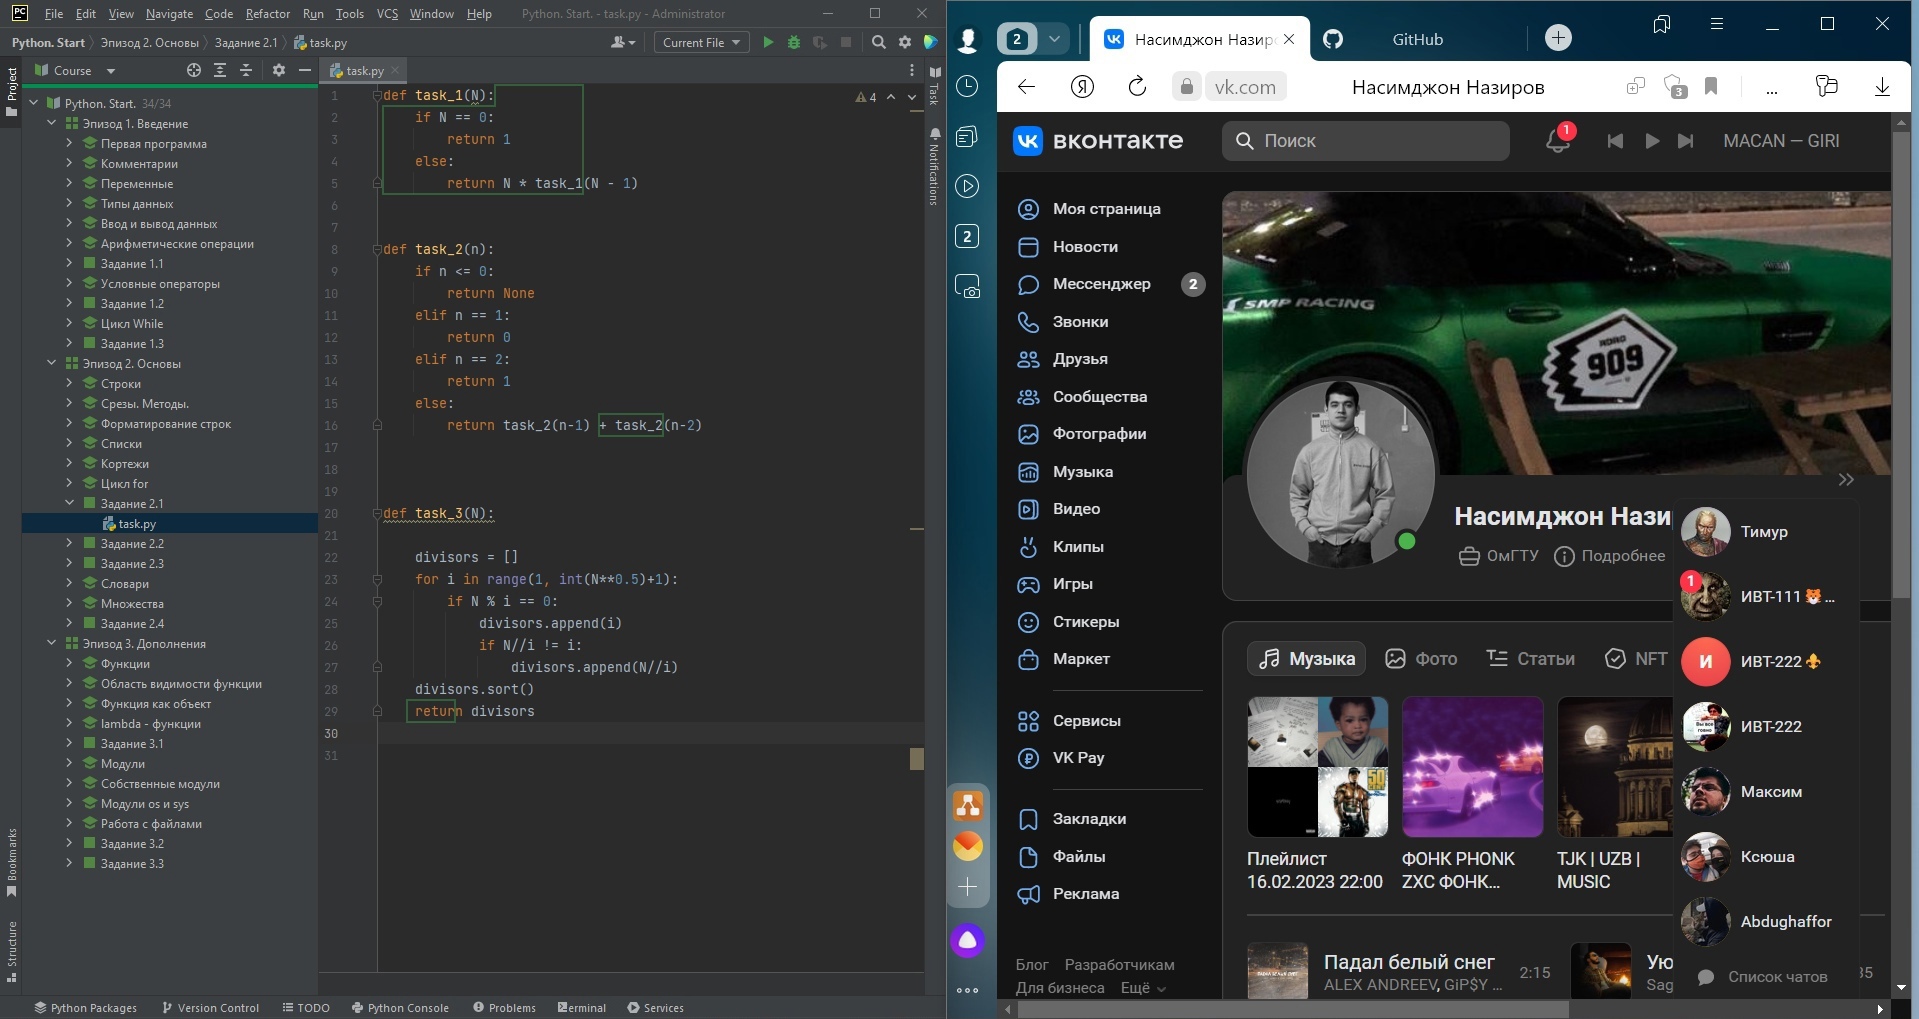 File Edit View Navigate Code Refactor Run Tools VCS Window Help Python. Start. - task.py - Administrator
Python. Start Эпизод 2. Основы Задание 2.1 task.py Current File
Project
Course
Python. Start. 34/34
Эпизод 1. Введение
Первая программа
Комментарии
Переменные
Типы данных
Ввод и вывод данных
Арифметические операции
Задание 1.1
Условные операторы
Задание 1.2
Цикл While
Задание 1.3
Эпизод 2. Основы
Строки
Срезы. Методы.
Форматирование строк
Списки
Кортежи
Цикл for
Задание 2.1
task.py
Задание 2.2
Задание 2.3
Словари
Множества
Задание 2.4
Эпизод 3. Дополнения
Функции
Область видимости функции
Функция как объект
lambda - функции
Задание 3.1
Модули
Собственные модули
Модули os и sys
Работа с файлами
Задание 3.2
Задание 3.3
Bookmarks
Structure
task.py
4
1 def task_1(N):
2 if N == 0:
3 return 1
4 else:
5 return N * task_1(N - 1)
6
7
8 def task_2(n):
9 if n <= 0:
10 return None
11 elif n == 1:
12 return 0
13 elif n == 2:
14 return 1
15 else:
16 return task_2(n-1) + task_2(n-2)
17
18
19
20 def task_3(N):
21
22 divisors = []
23 for i in range(1, int(N**0.5)+1):
24 if N % i == 0:
25 divisors.append(i)
26 if N//i != i:
27 divisors.append(N//i)
28 divisors.sort()
29 return divisors
30
31
Task
Notifications
Python Packages Version Control TODO Python Console Problems Terminal Services
2 Насимджон Назир GitHub
vk.com Насимджон Назиров 3
2
вконтакте Поиск 1 MACAN — GIRI
Моя страница
Новости
Мессенджер 2
Звонки
Друзья
Сообщества
Фотографии
Музыка
Видео
Клипы
Игры
Стикеры
Маркет
Сервисы
VK Pay
Закладки
Файлы
Реклама
Блог Разработчикам
Для бизнеса Ещё
SMP RACING
909
Насимджон Нази
ОмГТУ Подробнее
Музыка Фото Статьи NFT
Плейлист
16.02.2023 22:00
ФОНК PHONK
ZXC ФОНК...
TJK | UZB |
MUSIC
Падал белый снег 2:15
ALEX ANDREEV, GiP$Y ...
Ую
Sag
35
Тимур
1 ИВТ-111 ...
И ИВТ-222
ИВТ-222
Максим
Ксюша
Abdughaffor
Список чатов